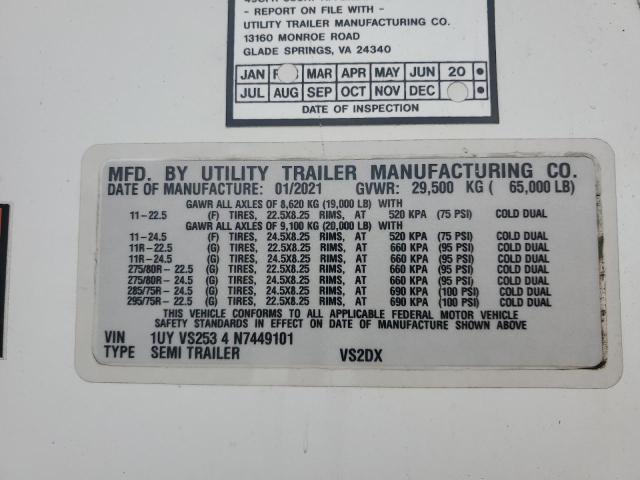 - REPORT ON FILE WITH -
UTILITY TRAILER MANUFACTURING CO.
13160 MONROE ROAD
GLADE SPRINGS, VA 24340
JAN MAR APR MAY JUN 20
JUL AUG SEP OCT NOV DEC
DATE OF INSPECTION
MFD. BY UTILITY TRAILER MANUFACTURING CO.
DATE OF MANUFACTURE: 01/2021 GVWR: 29,500 KG ( 65,000 LB)
GAWR ALL AXLES OF 8,620 KG (19,000 LB) WITH
11-22.5 (F) TIRES, 22.5X8.25 RIMS, AT 520 KPA (75 PSI) COLD DUAL
GAWR ALL AXLES OF 9,100 KG (20,000 LB) WITH
11-24.5 (F) TIRES, 24.5X8.25 RIMS, AT 520 KPA (75 PSI) COLD DUAL
11R-22.5 (G) TIRES, 22.5X8.25 RIMS, AT 660 KPA (95 PSI) COLD DUAL
11R-24.5 (G) TIRES, 24.5X8.25 RIMS, AT 660 KPA (95 PSI) COLD DUAL
275/80R - 22.5 (G) TIRES, 22.5X8.25 RIMS, AT 660 KPA (95 PSI) COLD DUAL
275/80R - 24.5 (G) TIRES, 24.5X8.25 RIMS, AT 660 KPA (95 PSI) COLD DUAL
285/75R - 24.5 (G) TIRES, 24.5X8.25 RIMS, AT 690 KPA (100 PSI) COLD DUAL
295/75R - 22.5 (G) TIRES, 22.5X8.25 RIMS, AT 690 KPA (100 PSI) COLD DUAL
THIS VEHICLE CONFORMS TO ALL APPLICABLE FEDERAL MOTOR VEHICLE
SAFETY STANDARDS IN EFFECT ON DATE OF MANUFACTURE SHOWN ABOVE
VIN 1UY VS253 4 N7449101
TYPE SEMI TRAILER VS2DX